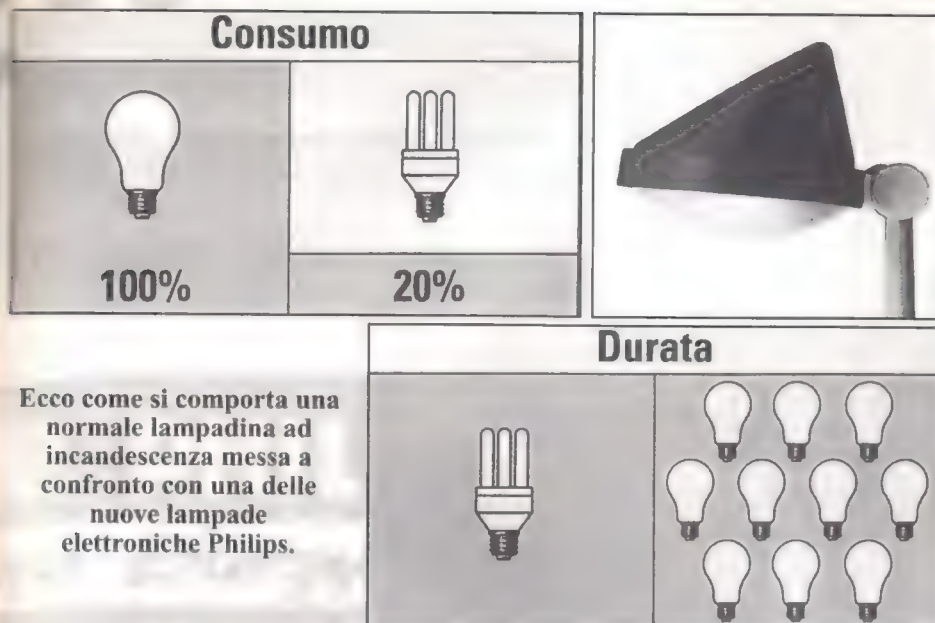 Consumo
100%
20%
Durata
Ecco come si comporta una
normale lampadina ad
incandescenza messa a
confronto con una delle
nuove lampade
elettroniche Philips.